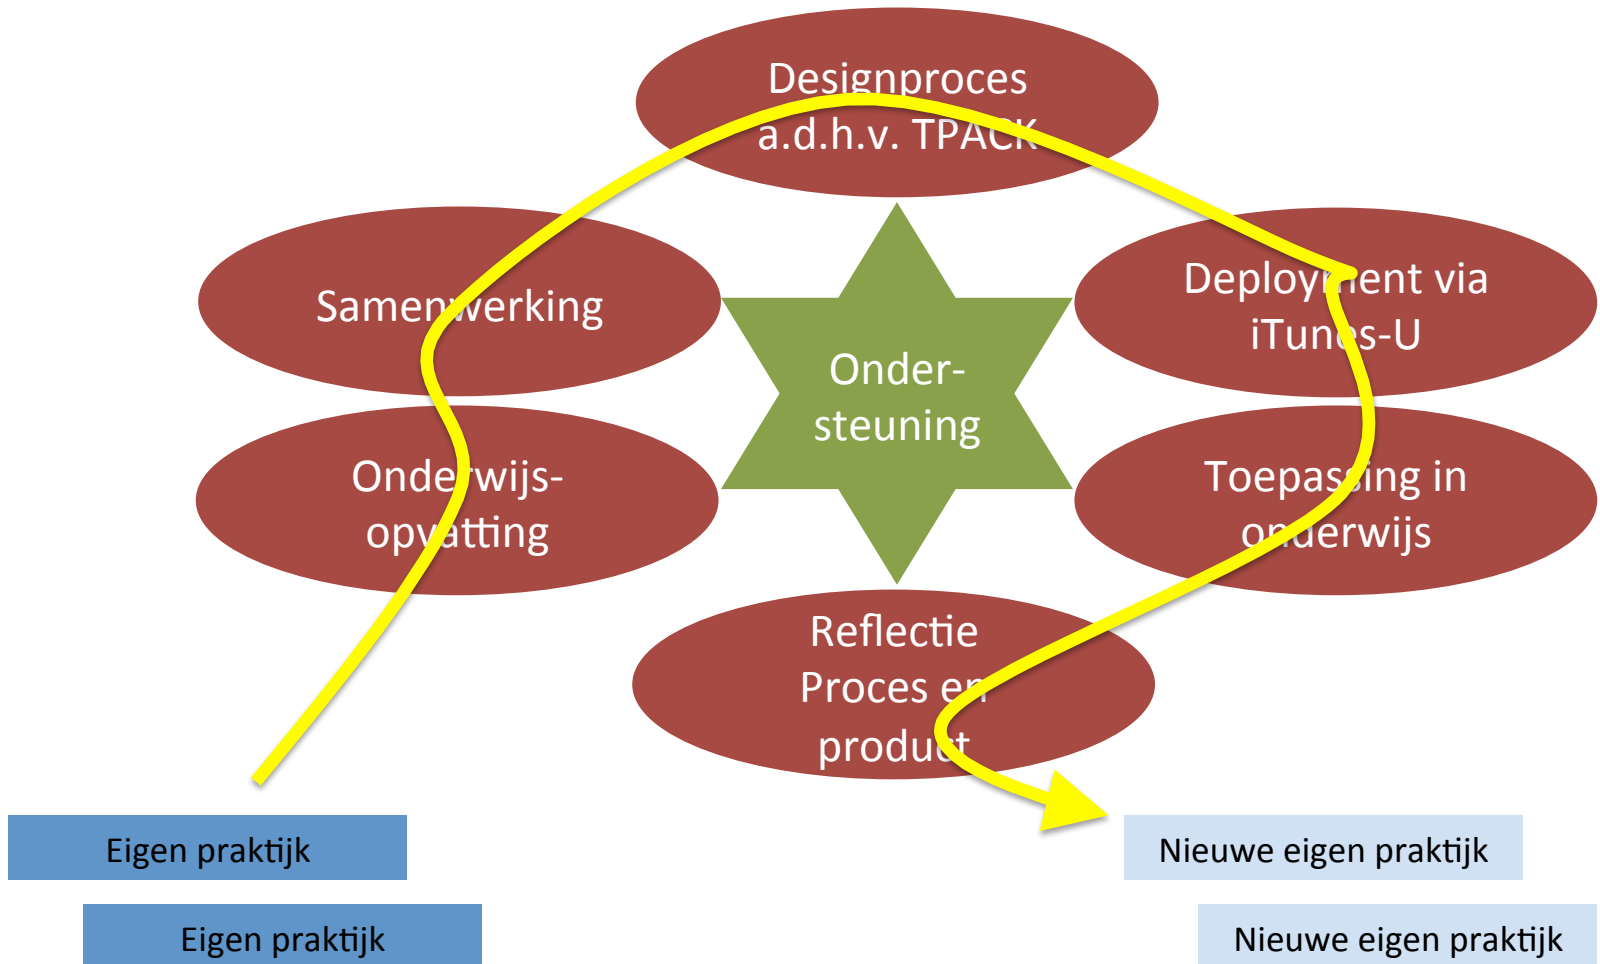 Designproces
a.d.h.v. TPACK
Samenwerking
Deployment via
iTunes-U
Onder-
steuning
Onderwijs-
opvatting
Toepassing in
onderwijs
Reflectie
Proces en
product
Eigen praktijk
Nieuwe eigen praktijk
Eigen praktijk
Nieuwe eigen praktijk